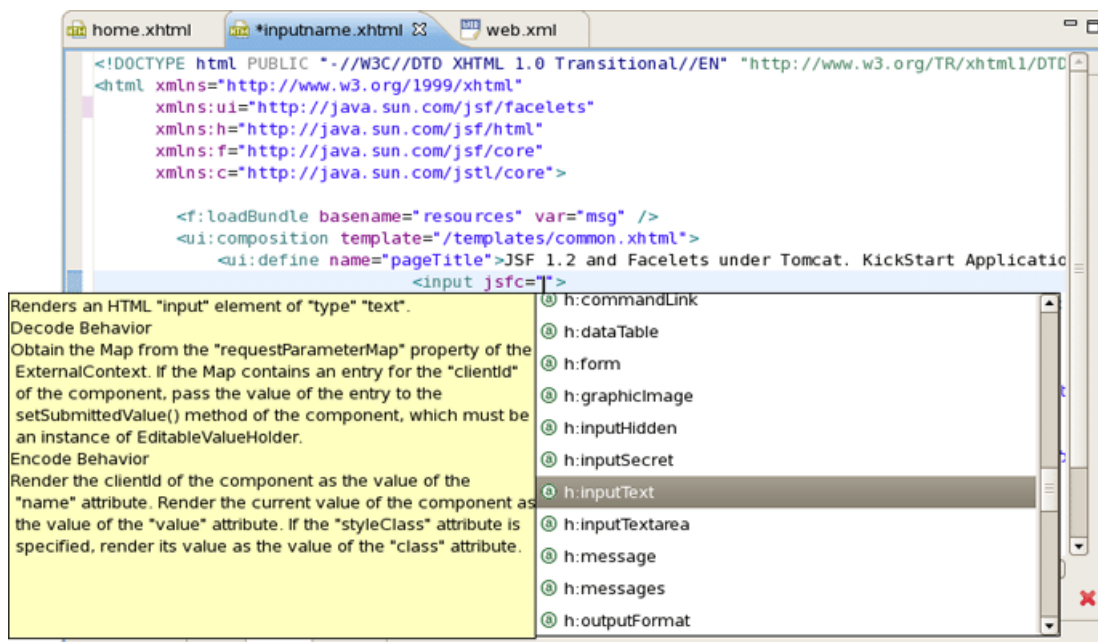 home.xhtml
*inputname.xhtml
web.xml
<!DOCTYPE html PUBLIC "-//W3C//DTD XHTML 1.0 Transitional//EN" "http://www.w3.org/TR/xhtml1/DTD
<html xmlns="http://www.w3.org/1999/xhtml"
xmlns:ui="http://java.sun.com/jsf/facelets"
xmlns:h="http://java.sun.com/jsf/html"
xmlns:f="http://java.sun.com/jsf/core"
xmlns:c="http://java.sun.com/jstl/core">
<f:loadBundle basename="resources" var="msg" />
<ui:composition template="/templates/common.xhtml">
<ui:define name="pageTitle">JSF 1.2 and Facelets under Tomcat. KickStart Applicatio
<input jsfc="">
Renders an HTML "input" element of "type" "text".
Decode Behavior
Obtain the Map from the "requestParameterMap" property of the
ExternalContext. If the Map contains an entry for the "clientId"
of the component, pass the value of the entry to the
setSubmittedValue() method of the component, which must be
an instance of EditableValueHolder.
Encode Behavior
Render the clientId of the component as the value of the
"name" attribute. Render the current value of the component as
the value of the "value" attribute. If the "styleClass" attribute is
specified, render its value as the value of the "class" attribute.
h:commandLink
h:dataTable
h:form
h:graphicImage
h:inputHidden
h:inputSecret
h:inputText
h:inputTextarea
h:message
h:messages
h:outputFormat